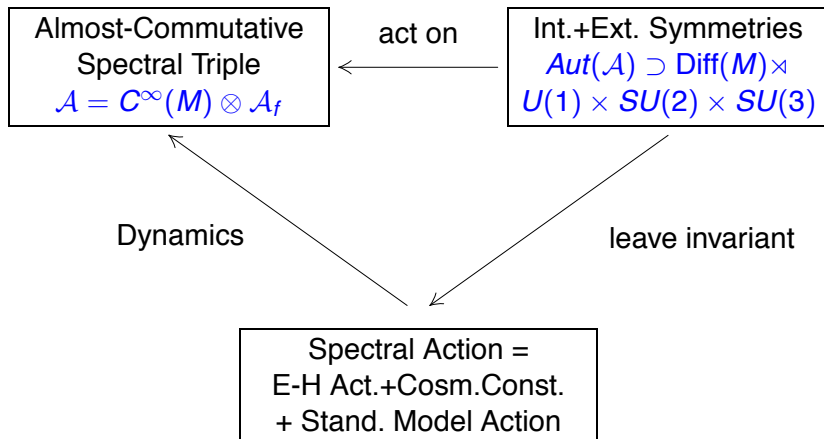 Almost-Commutative
Spectral Triple
𝒜 = C^∞(M) ⊗ 𝒜_f
act on
Int.+Ext. Symmetries
Aut(𝒜) ⊃ Diff(M) ⋊
U(1) × SU(2) × SU(3)
Dynamics
leave invariant
Spectral Action =
E-H Act.+Cosm.Const.
+ Stand. Model Action